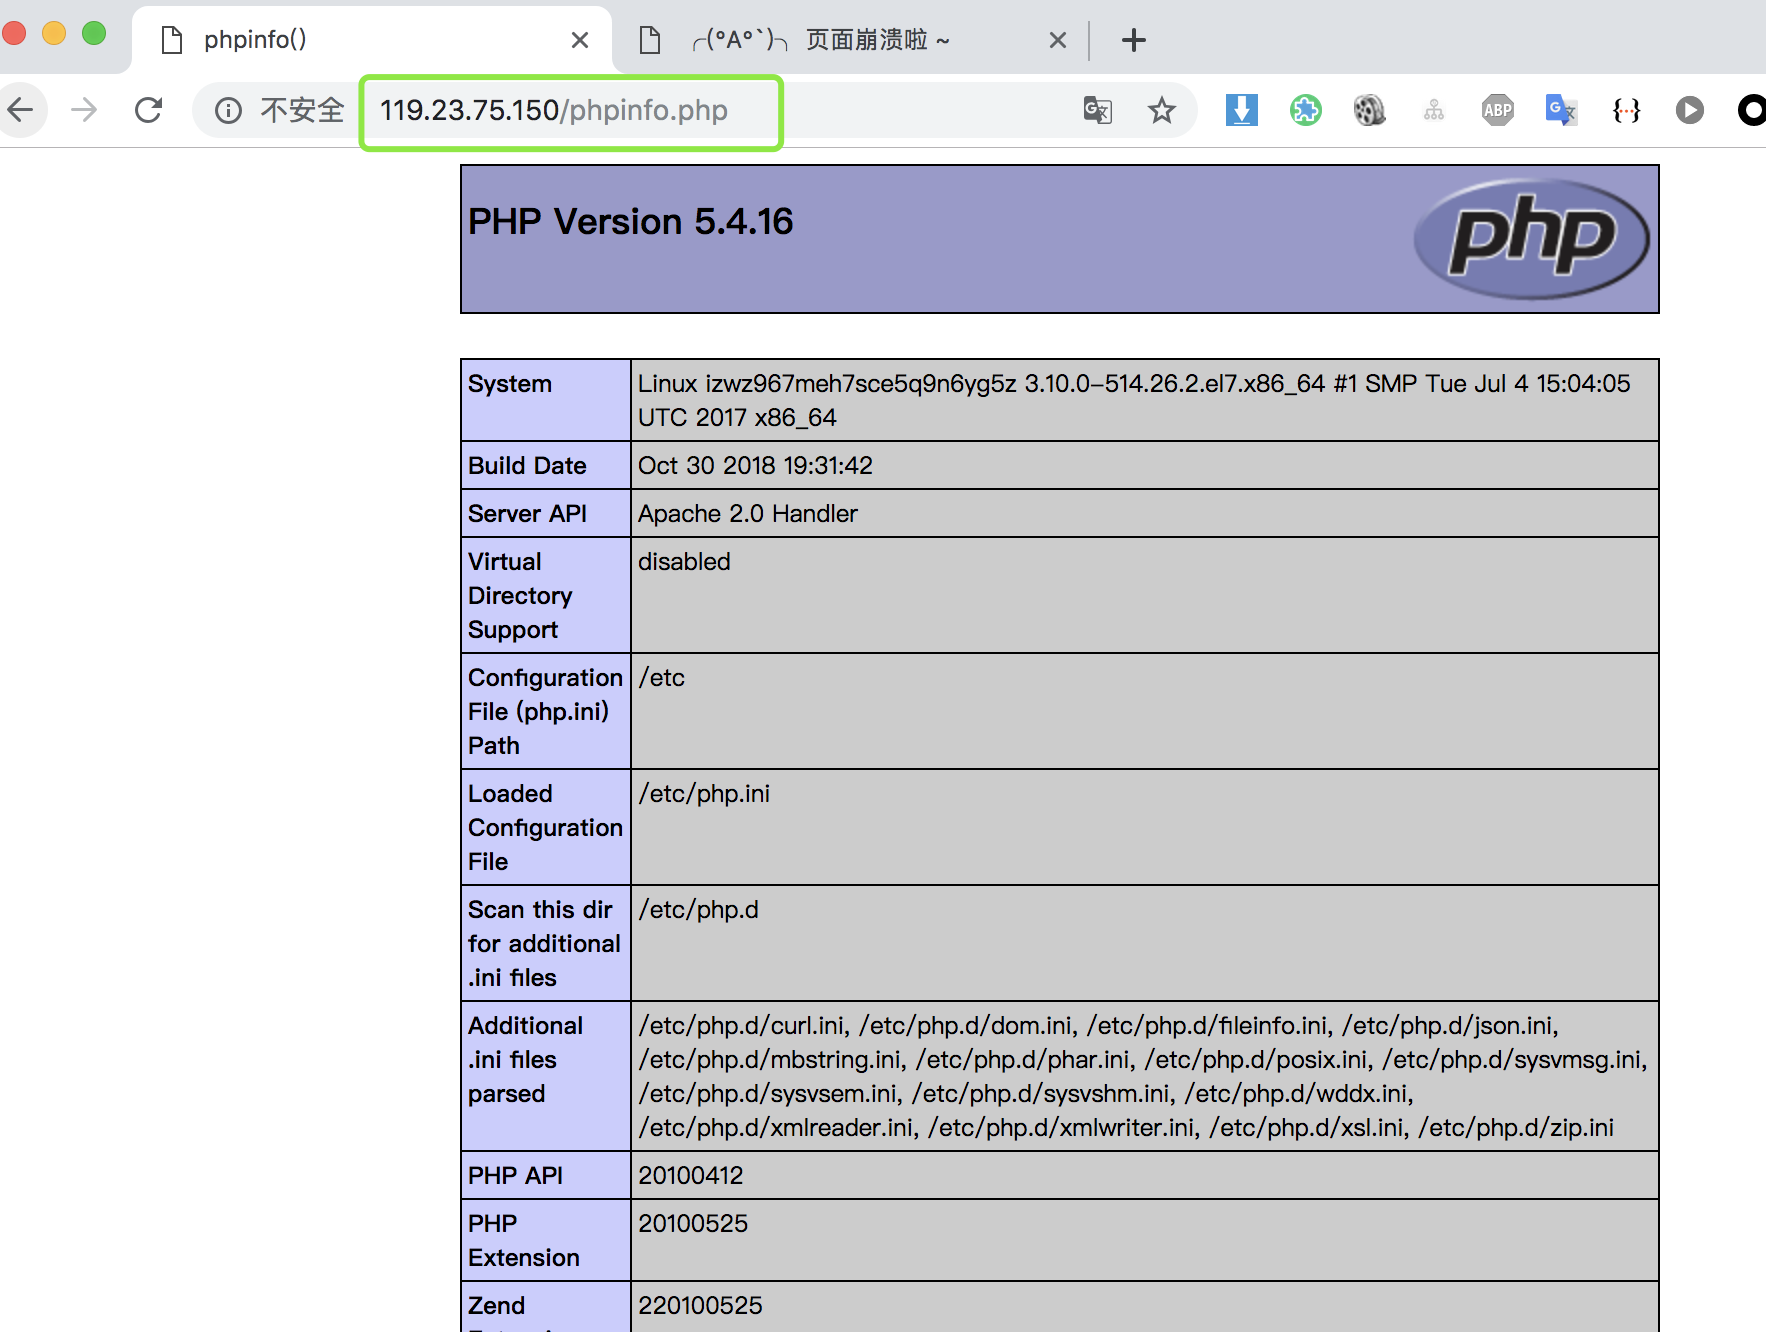 phpinfo()
╭(°A°`)╮ 页面崩溃啦 ~
不安全
119.23.75.150/phpinfo.php
ABP
PHP Version 5.4.16
php
System
Linux izwz967meh7sce5q9n6yg5z 3.10.0-514.26.2.el7.x86_64 #1 SMP Tue Jul 4 15:04:05
UTC 2017 x86_64
Build Date
Oct 30 2018 19:31:42
Server API
Apache 2.0 Handler
Virtual
Directory
Support
disabled
Configuration
File (php.ini)
Path
/etc
Loaded
Configuration
File
/etc/php.ini
Scan this dir
for additional
.ini files
/etc/php.d
Additional
.ini files
parsed
/etc/php.d/curl.ini, /etc/php.d/dom.ini, /etc/php.d/fileinfo.ini, /etc/php.d/json.ini,
/etc/php.d/mbstring.ini, /etc/php.d/phar.ini, /etc/php.d/posix.ini, /etc/php.d/sysvmsg.ini,
/etc/php.d/sysvsem.ini, /etc/php.d/sysvshm.ini, /etc/php.d/wddx.ini,
/etc/php.d/xmlreader.ini, /etc/php.d/xmlwriter.ini, /etc/php.d/xsl.ini, /etc/php.d/zip.ini
PHP API
20100412
PHP
Extension
20100525
Zend
220100525